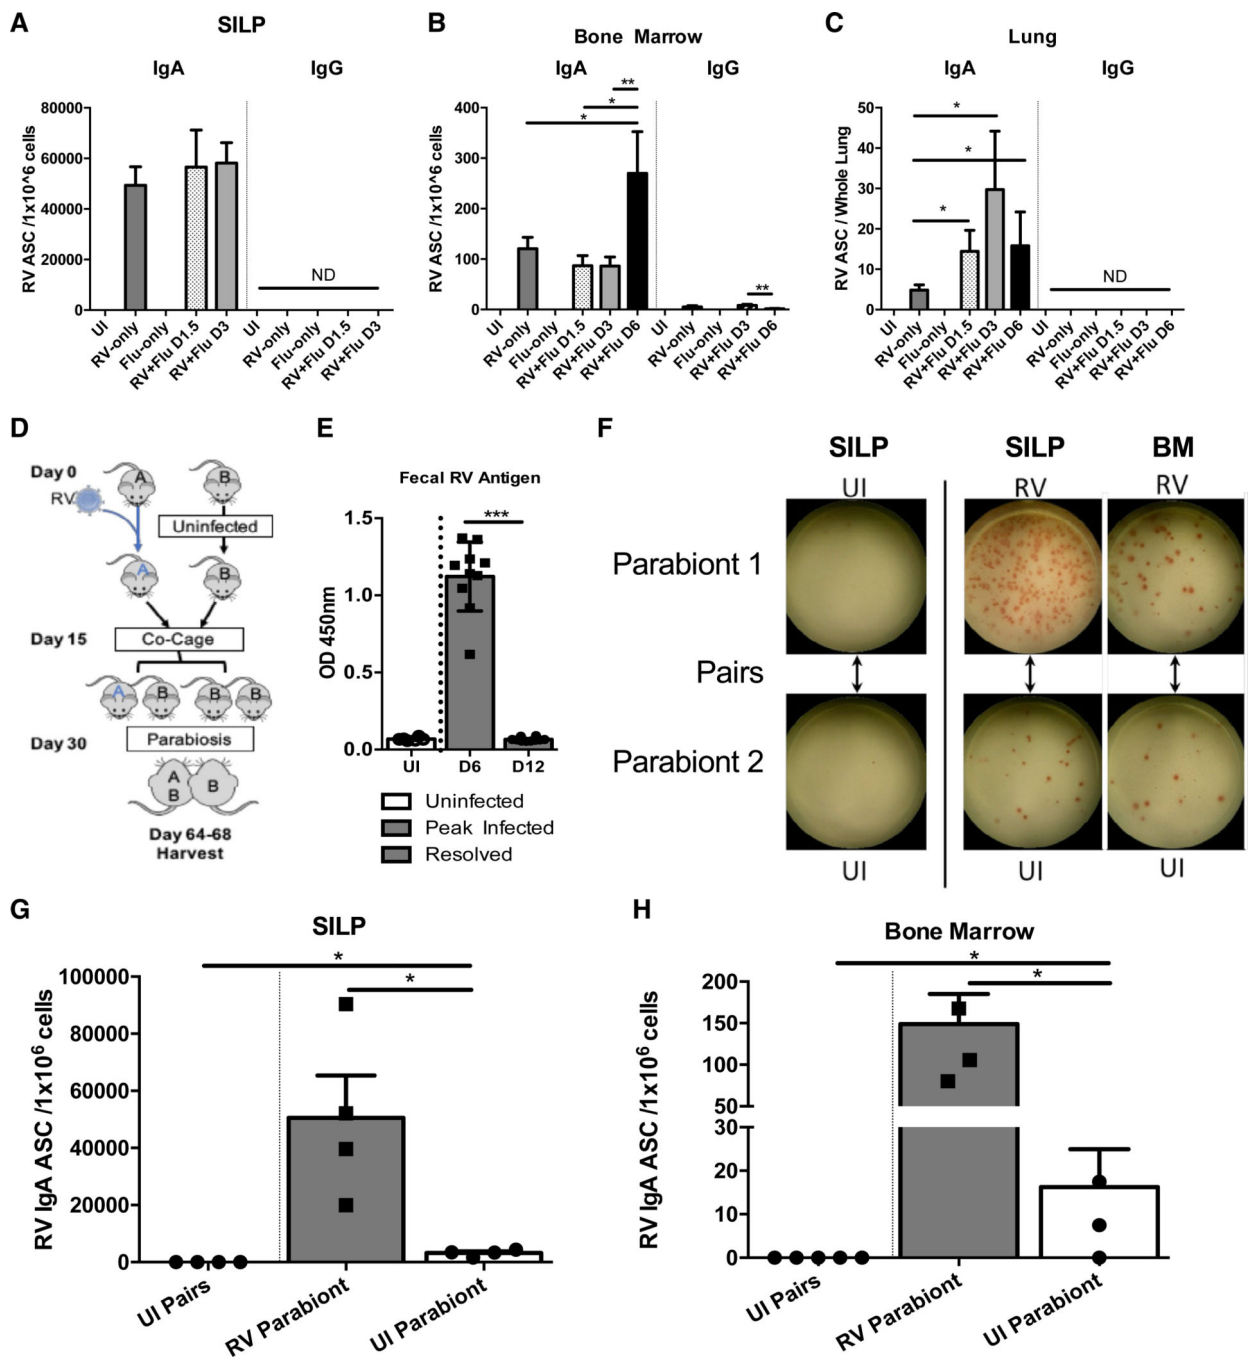 A
SILP
IgA IgG
RV ASC /1x10^6 cells
80000
60000
40000
20000
0
ND
UI
RV-only
Flu-only
RV+Flu D1.5
RV+Flu D3
UI
RV-only
Flu-only
RV+Flu D1.5
RV+Flu D3
B
Bone Marrow
IgA IgG
RV ASC /1x10^6 cells
400
300
200
100
0
**
*
*
**
UI
RV-only
Flu-only
RV+Flu D1.5
RV+Flu D3
RV+Flu D6
UI
RV-only
Flu-only
RV+Flu D3
RV+Flu D6
C
Lung
IgA IgG
RV ASC / Whole Lung
50
40
30
20
10
0
*
*
*
ND
UI
RV-only
Flu-only
RV+Flu D1.5
RV+Flu D3
RV+Flu D6
UI
RV-only
Flu-only
RV+Flu D1.5
RV+Flu D3
RV+Flu D6
D
Day 0
RV
A B
Uninfected
A B
Day 15
Co-Cage
A B B B
Day 30
Parabiosis
A
B B
Day 64-68
Harvest
E
Fecal RV Antigen
OD 450nm
1.5
1.0
0.5
0.0
***
UI D6 D12
Uninfected
Peak Infected
Resolved
F
SILP SILP BM
UI RV RV
Parabiont 1
Pairs
Parabiont 2
UI UI UI
G
SILP
RV IgA ASC /1x10⁶ cells
100000
80000
60000
40000
20000
0
*
*
UI Pairs
RV Parabiont
UI Parabiont
H
Bone Marrow
RV IgA ASC /1x10⁶ cells
200
150
100
50
30
20
10
0
*
*
UI Pairs
RV Parabiont
UI Parabiont